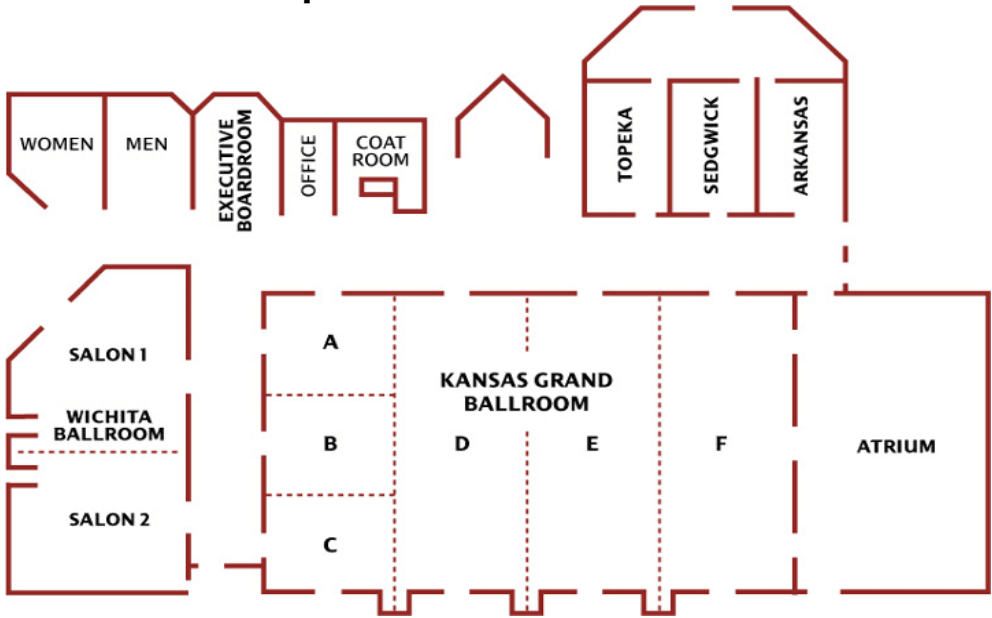 WOMEN
MEN
EXECUTIVE
BOARDROOM
OFFICE
COAT
ROOM
TOPEKA
SEDGWICK
ARKANSAS
SALON 1
WICHITA
BALLROOM
SALON 2
A
B
C
KANSAS GRAND
BALLROOM
D
E
F
ATRIUM